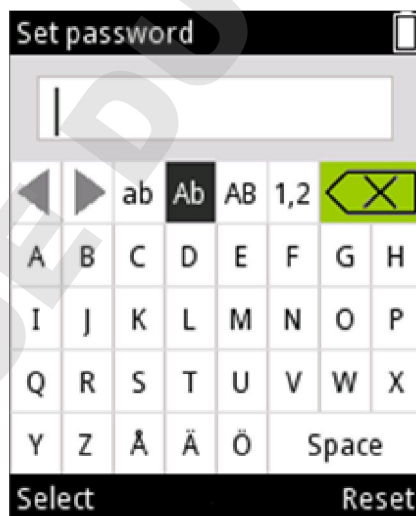 Set password
ab Ab AB 1,2
A B C D E F G H
I J K L M N O P
Q R S T U V W X
Y Z Å Ä Ö Space
Select Reset